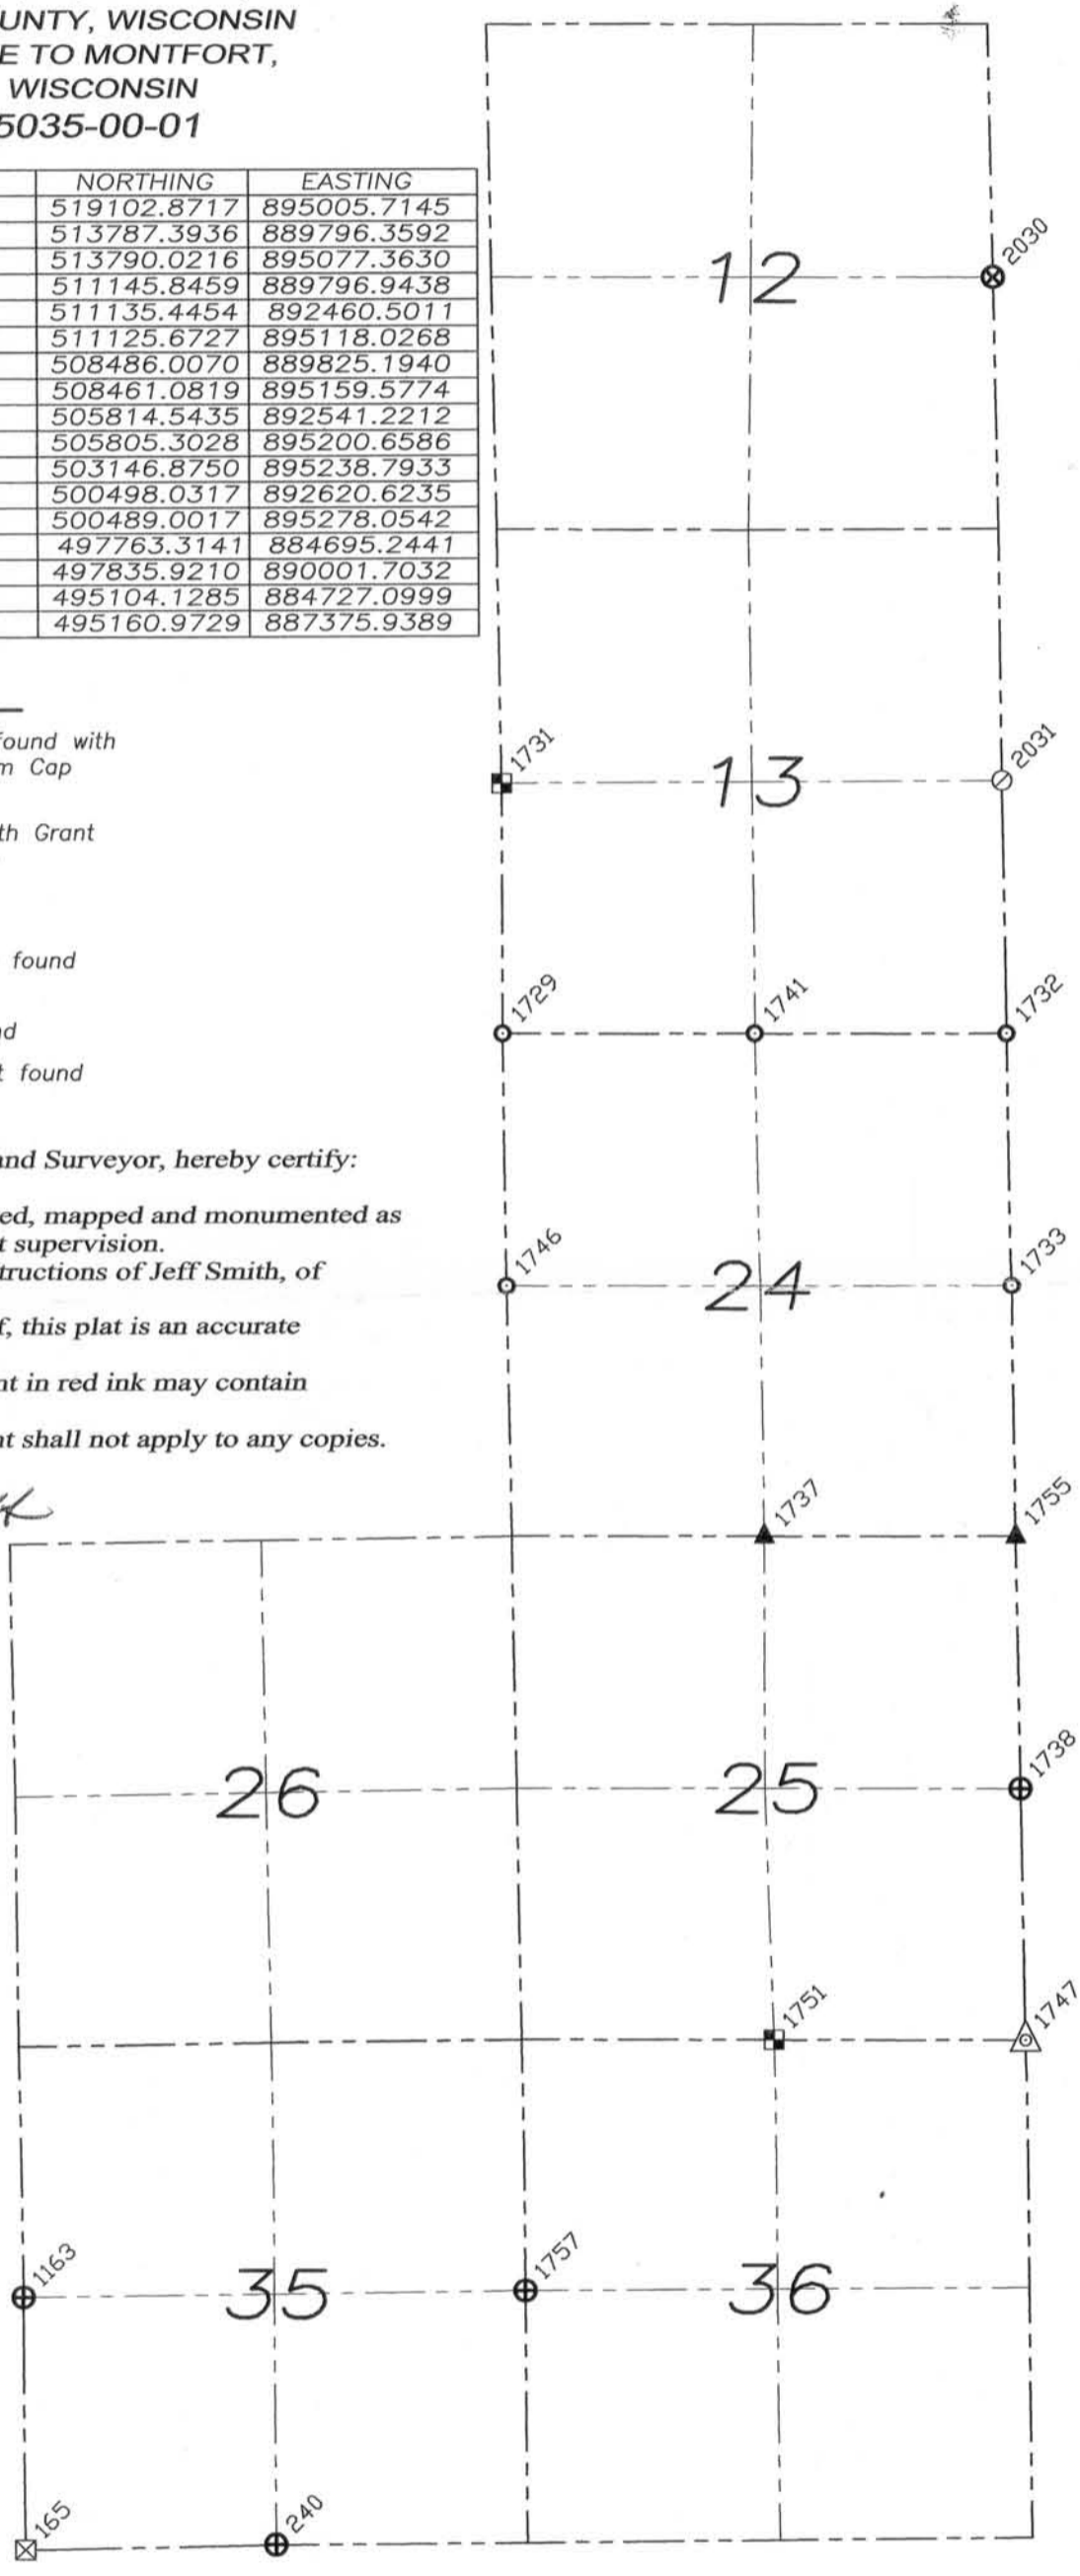 UNTY, WISCONSIN
E TO MONTFORT,
WISCONSIN
5035-00-01
NORTHING EASTING
519102.8717 895005.7145
513787.3936 889796.3592
513790.0216 895077.3630
511145.8459 889796.9438
511135.4454 892460.5011
511125.6727 895118.0268
508486.0070 889825.1940
508461.0819 895159.5774
505814.5435 892541.2212
505805.3028 895200.6586
503146.8750 895238.7933
500498.0317 892620.6235
500489.0017 895278.0542
497763.3141 884695.2441
497835.9210 890001.7032
495104.1285 884727.0999
495160.9729 887375.9389
found with
m Cap
th Grant
found
nd
t found
and Surveyor, hereby certify:
ed, mapped and monumented as
t supervision.
tructions of Jeff Smith, of
f, this plat is an accurate
nt in red ink may contain
nt shall not apply to any copies.
12
2030
1731
13
2031
1729
1741
1732
1746
24
1733
1737
1755
26
25
1738
1751
1747
1163
35
1757
36
165
240